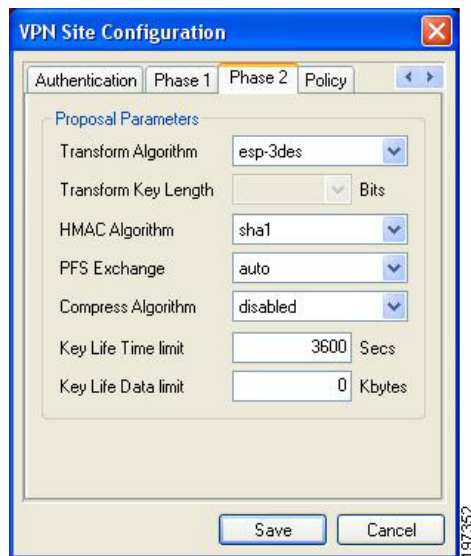 VPN Site Configuration
Authentication Phase 1 Phase 2 Policy
Proposal Parameters
Transform Algorithm esp-3des
Transform Key Length Bits
HMAC Algorithm sha1
PFS Exchange auto
Compress Algorithm disabled
Key Life Time limit 3600 Secs
Key Life Data limit 0 Kbytes
Save Cancel
97352